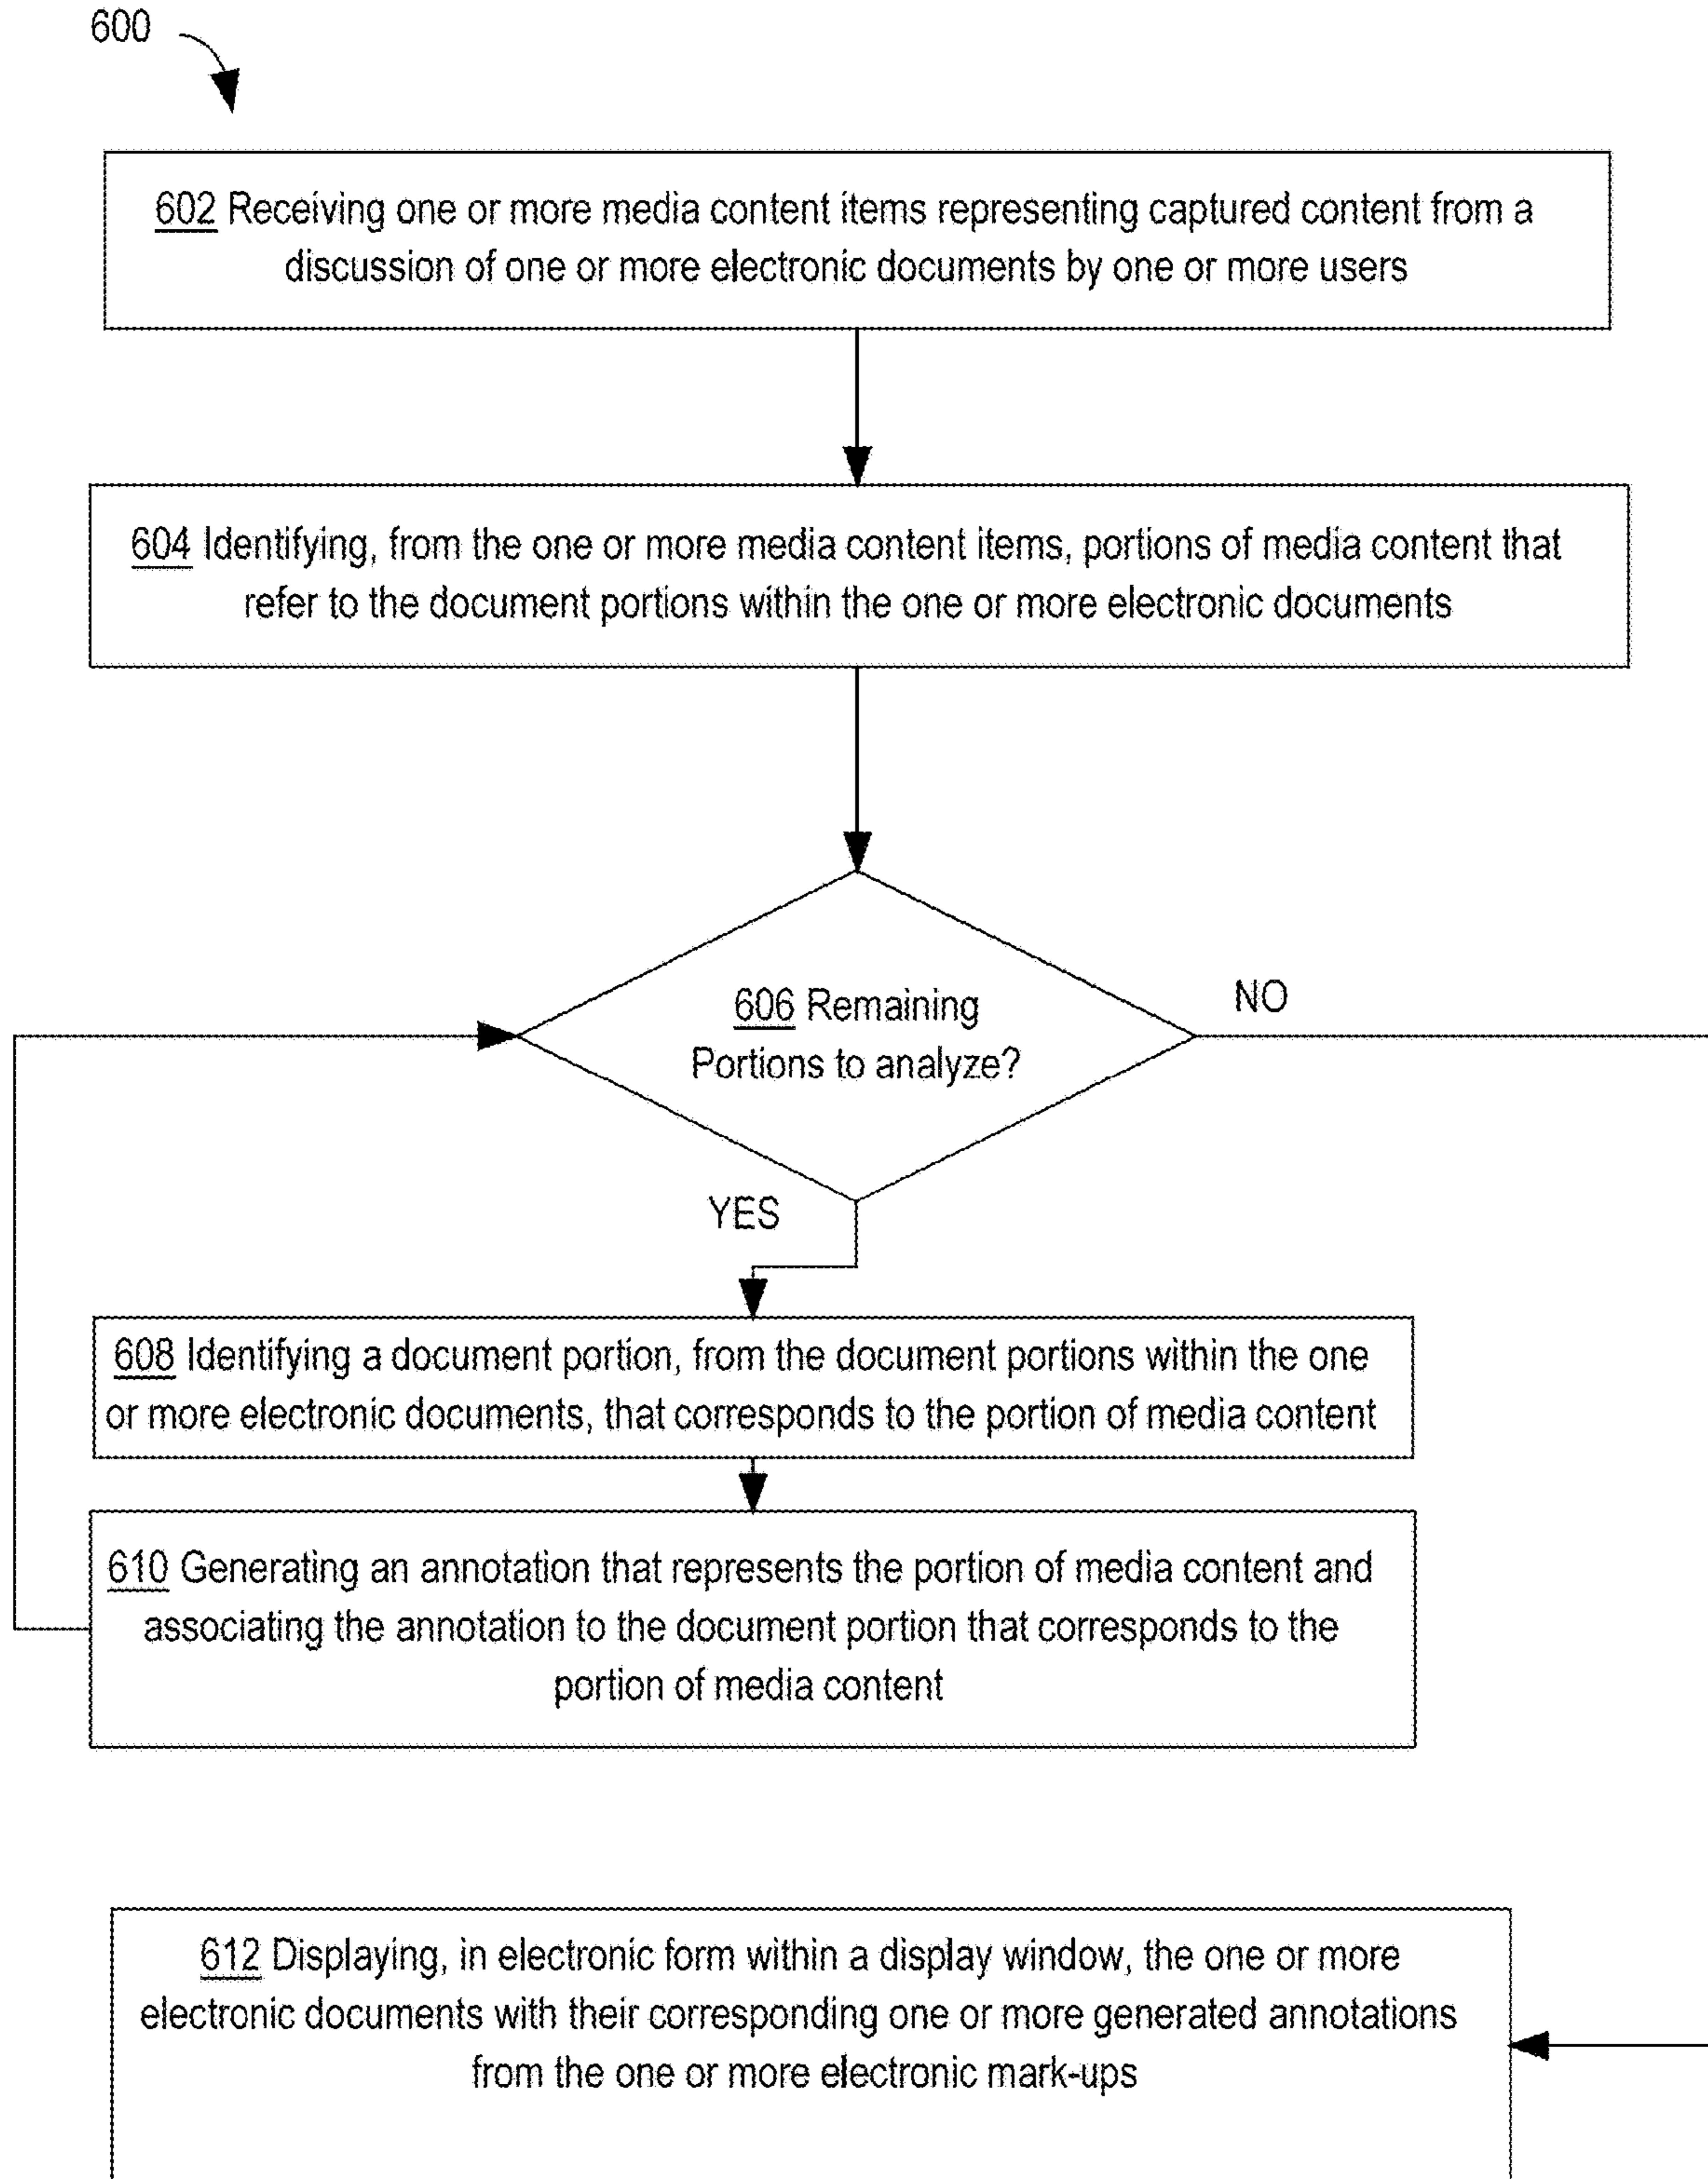 600
602 Receiving one or more media content items representing captured content from a
discussion of one or more electronic documents by one or more users
604 Identifying, from the one or more media content items, portions of media content that
refer to the document portions within the one or more electronic documents
606 Remaining
Portions to analyze?
NO
YES
608 Identifying a document portion, from the document portions within the one
or more electronic documents, that corresponds to the portion of media content
610 Generating an annotation that represents the portion of media content and
associating the annotation to the document portion that corresponds to the
portion of media content
612 Displaying, in electronic form within a display window, the one or more
electronic documents with their corresponding one or more generated annotations
from the one or more electronic mark-ups